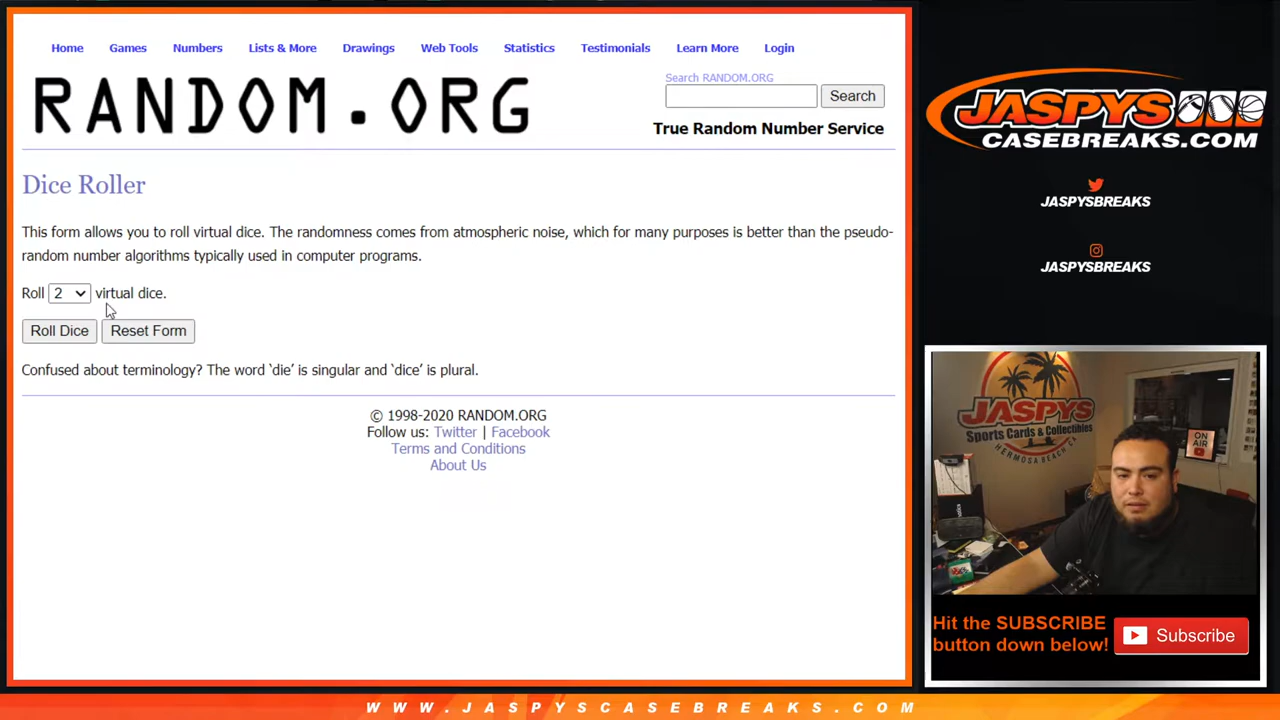 Home Games Numbers Lists & More Drawings Web Tools Statistics Testimonials Learn More Login
RANDOM.ORG
Search RANDOM.ORG
Search
True Random Number Service
Dice Roller
This form allows you to roll virtual dice. The randomness comes from atmospheric noise, which for many purposes is better than the pseudo-
random number algorithms typically used in computer programs.
Roll 2 virtual dice.
Roll Dice Reset Form
Confused about terminology? The word ‘die’ is singular and ‘dice’ is plural.
© 1998-2020 RANDOM.ORG
Follow us: Twitter | Facebook
Terms and Conditions
About Us
JASPYS
CASEBREAKS.COM
JASPYSBREAKS
JASPYSBREAKS
JASPYS
Sports Cards & Collectibles
HERMOSA BEACH CA
ON
AIR
Hit the SUBSCRIBE
button down below!
Subscribe
WWW.JASPYSCASEBREAKS.COM